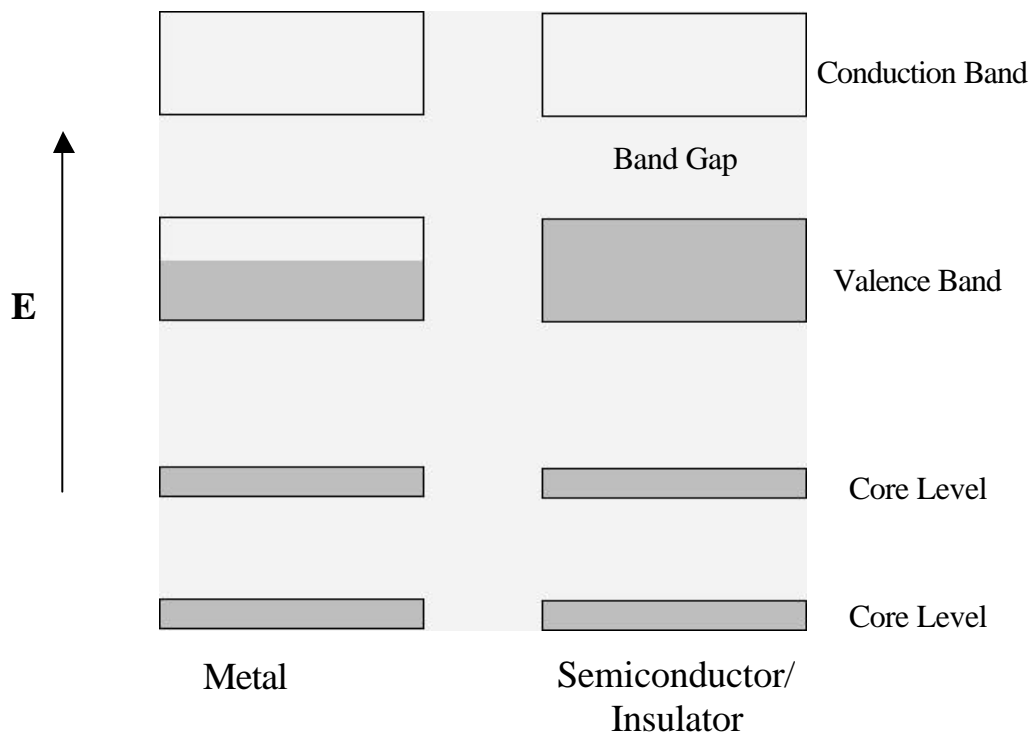 Conduction Band
Band Gap
Valence Band
E
Core Level
Core Level
Metal
Semiconductor/
Insulator